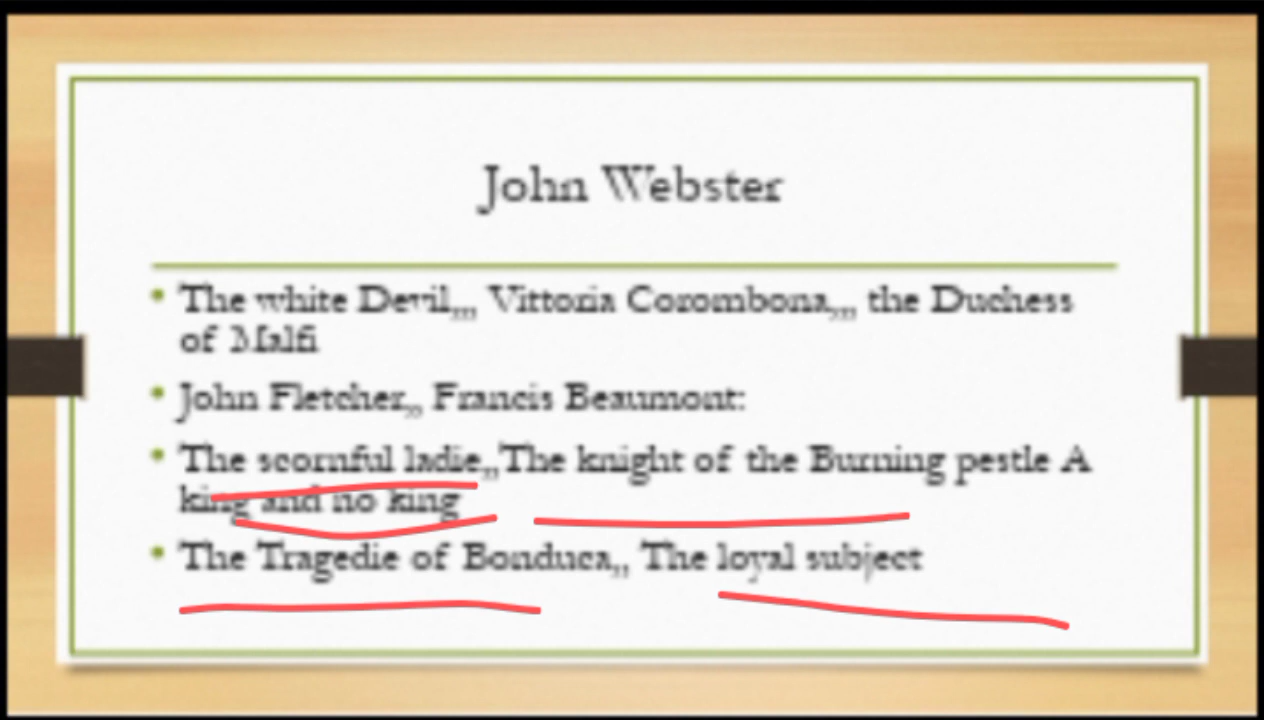 John Webster
• The white Devil,,, Vittoria Corombona,,, the Duchess
of Malfi
• John Fletcher,, Francis Beaumont:
• The scornful ladie,,The knight of the Burning pestle A
king and no king
• The Tragedie of Bonduca,, The loyal subject